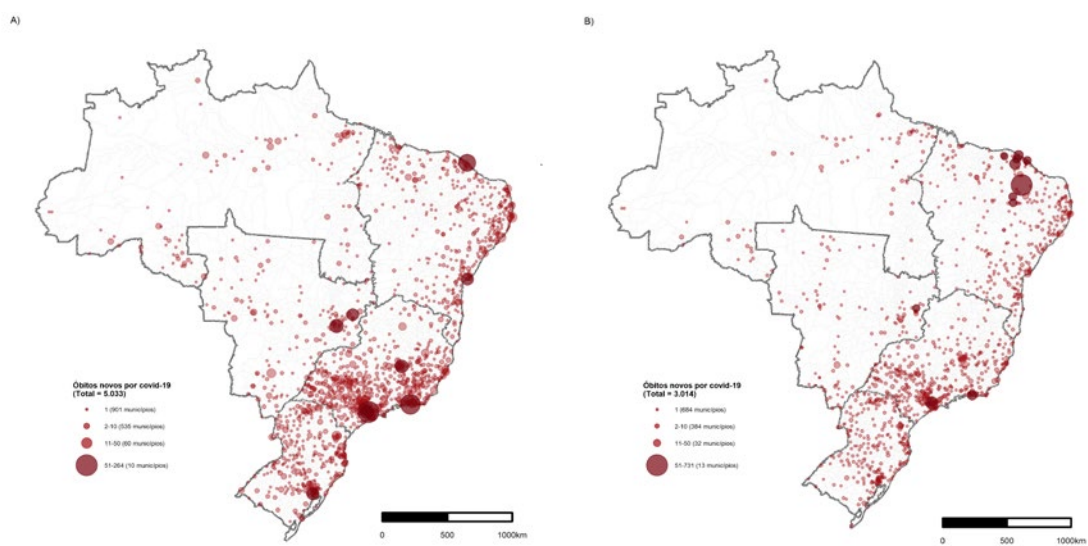 A)
Óbitos novos por covid-19
(Total = 5.033)
1 (901 municípios)
2-10 (535 municípios)
11-50 (60 municípios)
51-264 (10 municípios)
0 500 1000km
B)
Óbitos novos por covid-19
(Total = 3.014)
1 (684 municípios)
2-10 (384 municípios)
11-50 (32 municípios)
51-731 (13 municípios)
0 500 1000km